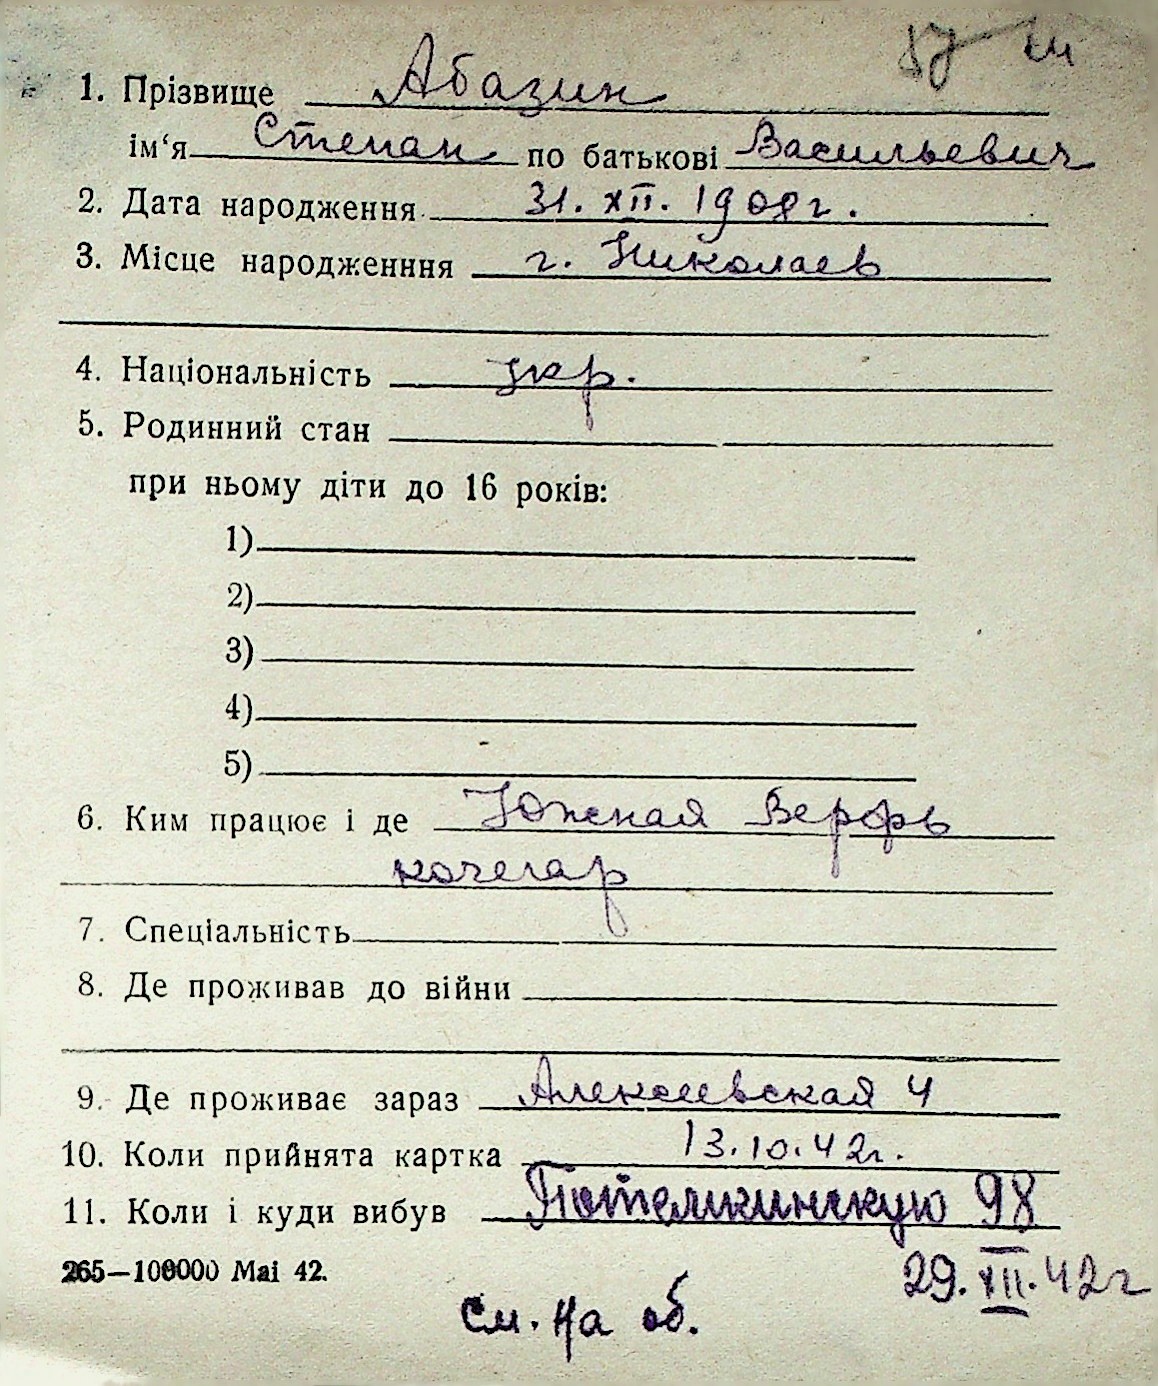 1. Прізвище Абазин
ім‘я Степан по батькові Васильевич
2. Дата народження 31. XII. 1908г.
3. Місце народженння г. Николаев
4. Національність укр.
5. Родинний стан
при ньому діти до 16 років:
1)
2)
3)
4)
5)
6. Ким працює і де Южная Верфь
кочегар
7. Спеціальність
8. Де проживав до війни
9. Де проживає зараз Алексеевская 4
10. Коли прийнята картка 13.10.42г.
11. Коли і куди вибув Потемкинскую 98
265—100000 Mai 42. 29. XII. 42г
см. на об.